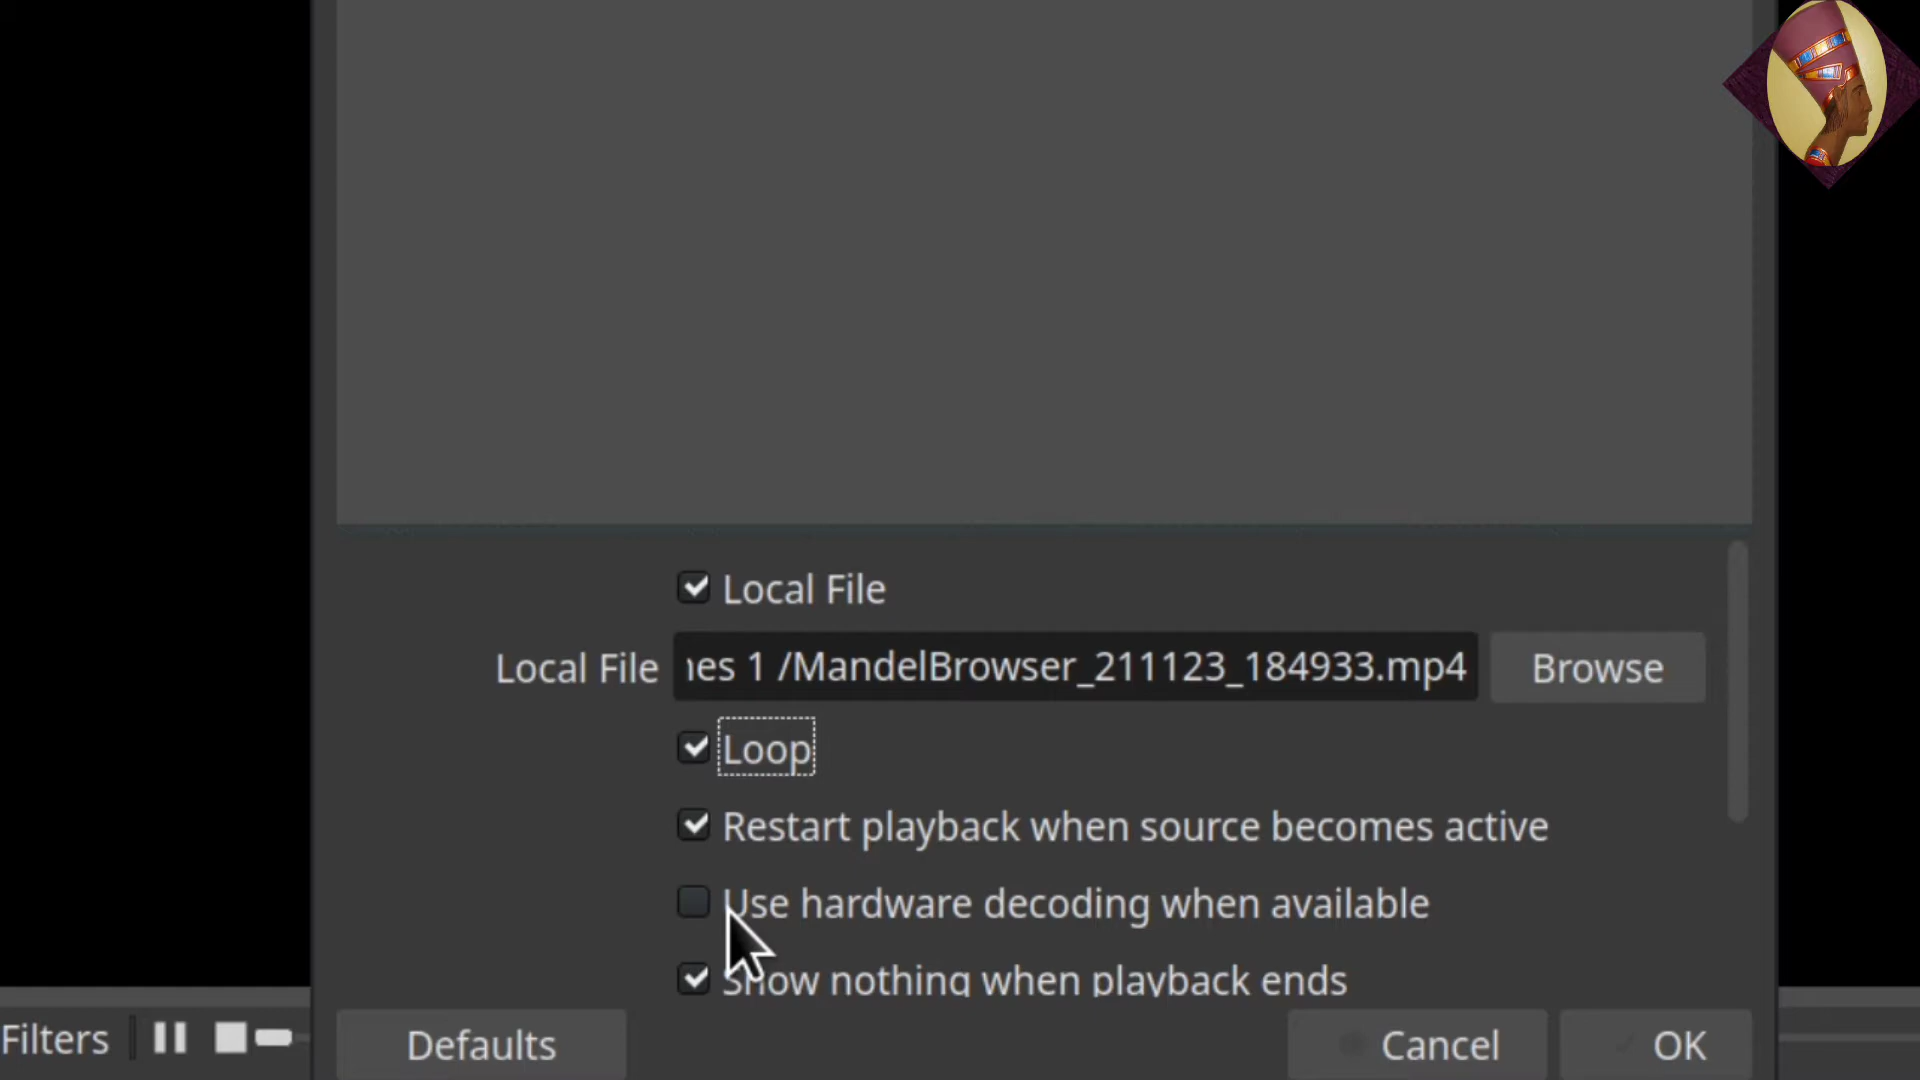 Local File
Local File
nes 1 /MandelBrowser_211123_184933.mp4
Browse
Loop
Restart playback when source becomes active
Use hardware decoding when available
Show nothing when playback ends
Filters
Defaults
Cancel
OK